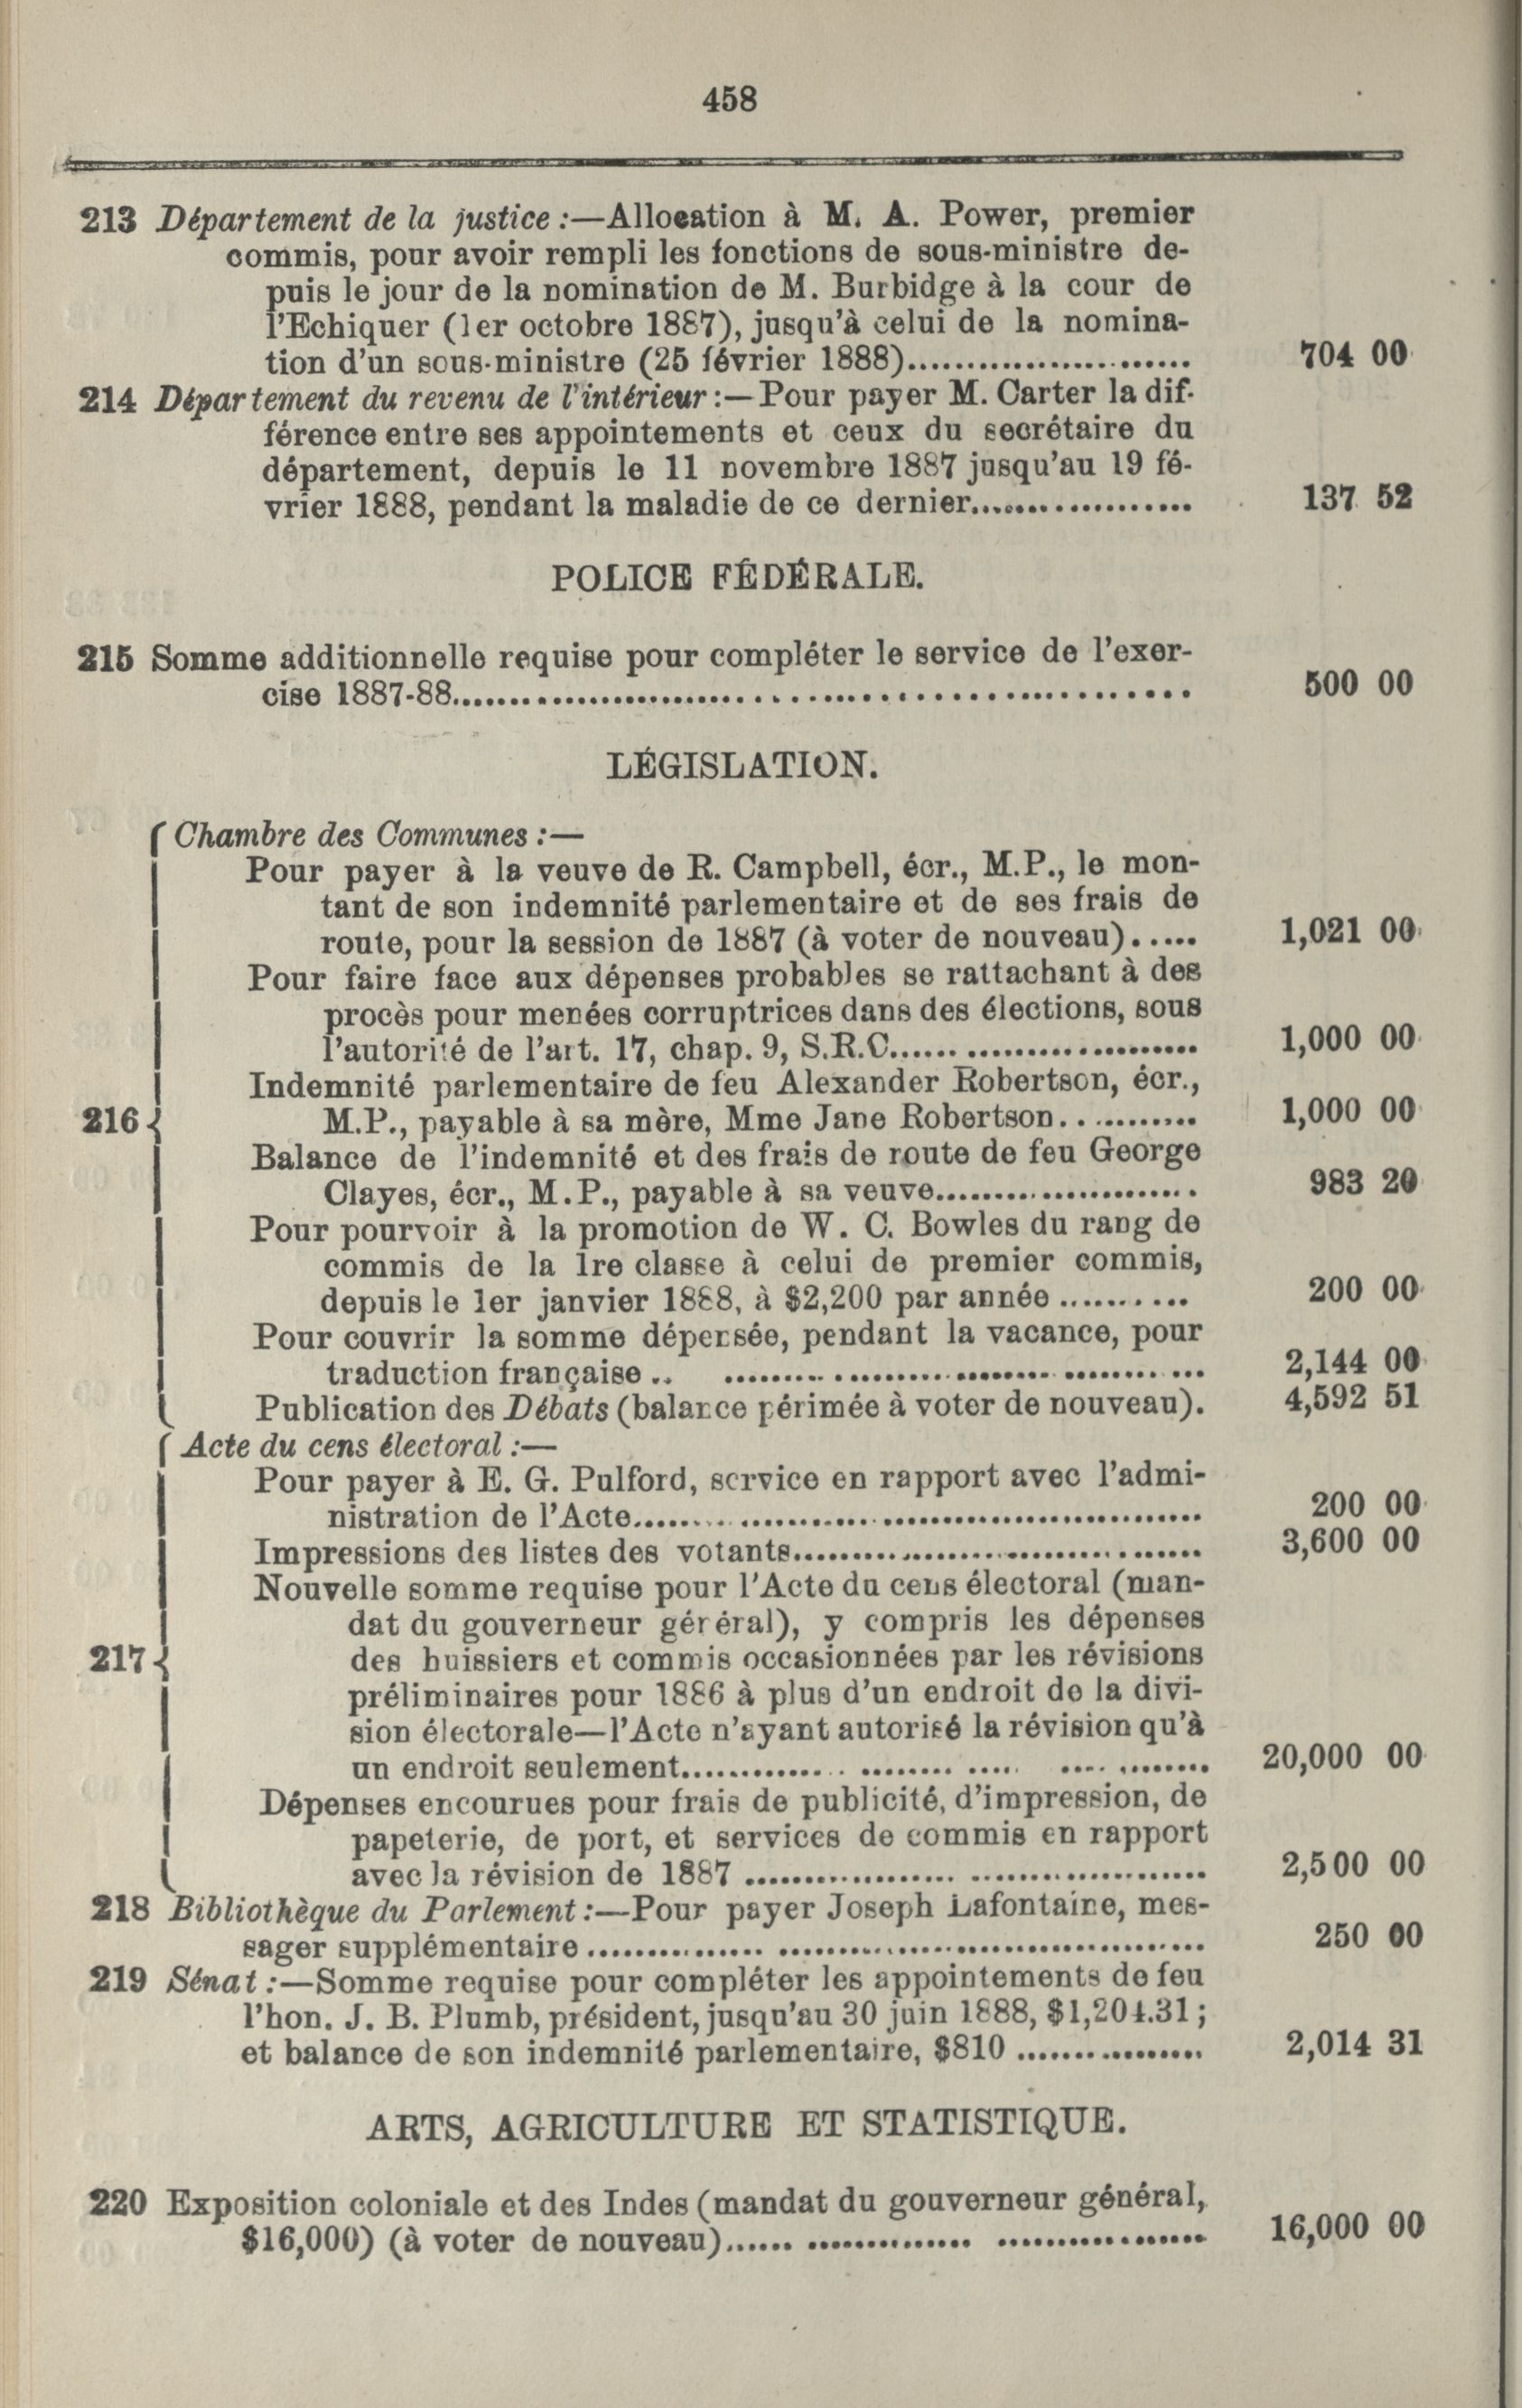 458
213 Département de la justice :—Allocation à M. A. Power, premier
commis, pour avoir rempli les fonctions de sous-ministre de-
puis le jour de la nomination de M. Burbidge à la cour de
l'Echiquer (1er octobre 1887), jusqu'à celui de la nomina-
tion d'un sous-ministre (25 février 1888)........................ 704 00
214 Département du revenu de l'intérieur :—Pour payer M. Carter la dif-
férence entre ses appointements et ceux du secrétaire du
département, depuis le 11 novembre 1887 jusqu'au 19 fé-
vrier 1888, pendant la maladie de ce dernier................... 137 52
POLICE FÉDÉRALE.
215 Somme additionnelle requise pour compléter le service de l'exer-
cise 1887-88............................................................ 500 00
LÉGISLATION.
Chambre des Communes :—
Pour payer à la veuve de R. Campbell, écr., M.P., le mon-
tant de son indemnité parlementaire et de ses frais de
route, pour la session de 1887 (à voter de nouveau)...... 1,021 00
Pour faire face aux dépenses probables se rattachant à des
procès pour menées corruptrices dans des élections, sous
l'autorité de l'art. 17, chap. 9, S.R.C......................... 1,000 00
Indemnité parlementaire de feu Alexander Robertson, écr.,
216 M.P., payable à sa mère, Mme Jane Robertson............ 1,000 00
Balance de l'indemnité et des frais de route de feu George
Clayes, écr., M.P., payable à sa veuve........................ 983 20
Pour pourvoir à la promotion de W. C. Bowles du rang de
commis de la 1re classe à celui de premier commis,
depuis le 1er janvier 1888, à $2,200 par année .......... 200 00
Pour couvrir la somme dépensée, pendant la vacance, pour
traduction française .. .......................................... 2,144 00
Publication des Débats (balance périmée à voter de nouveau). 4,592 51
Acte du cens électoral :—
Pour payer à E. G. Pulford, service en rapport avec l'admi-
nistration de l'Acte................................................ 200 00
Impressions des listes des votants.................................. 3,600 00
Nouvelle somme requise pour l'Acte du cens électoral (man-
dat du gouverneur général), y compris les dépenses
217 des huissiers et commis occasionnées par les révisions
préliminaires pour 1886 à plus d'un endroit de la divi-
sion électorale—l'Acte n'ayant autorisé la révision qu'à
un endroit seulement............. ........ ..... .... ........ 20,000 00
Dépenses encourues pour frais de publicité, d'impression, de
papeterie, de port, et services de commis en rapport
avec la révision de 1887 .................. .................... 2,500 00
218 Bibliothèque du Parlement :—Pour payer Joseph Lafontaine, mes-
sager supplémentaire ............... .................................... 250 00
219 Sénat :—Somme requise pour compléter les appointements de feu
l'hon. J. B. Plumb, président, jusqu'au 30 juin 1888, $1,204.31 ;
et balance de son indemnité parlementaire, $810 ................ 2,014 31
ARTS, AGRICULTURE ET STATISTIQUE.
220 Exposition coloniale et des Indes (mandat du gouverneur général,
$16,000) (à voter de nouveau)...... .............. .................. 16,000 00